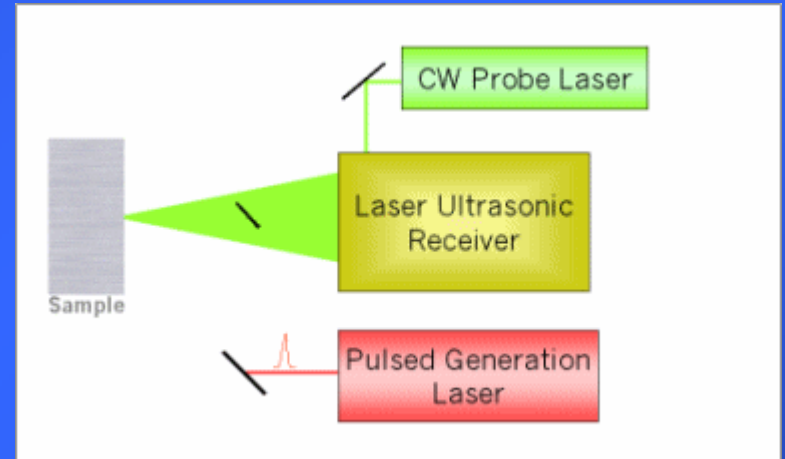 CW Probe Laser
Laser Ultrasonic
Receiver
Sample
Pulsed Generation
Laser